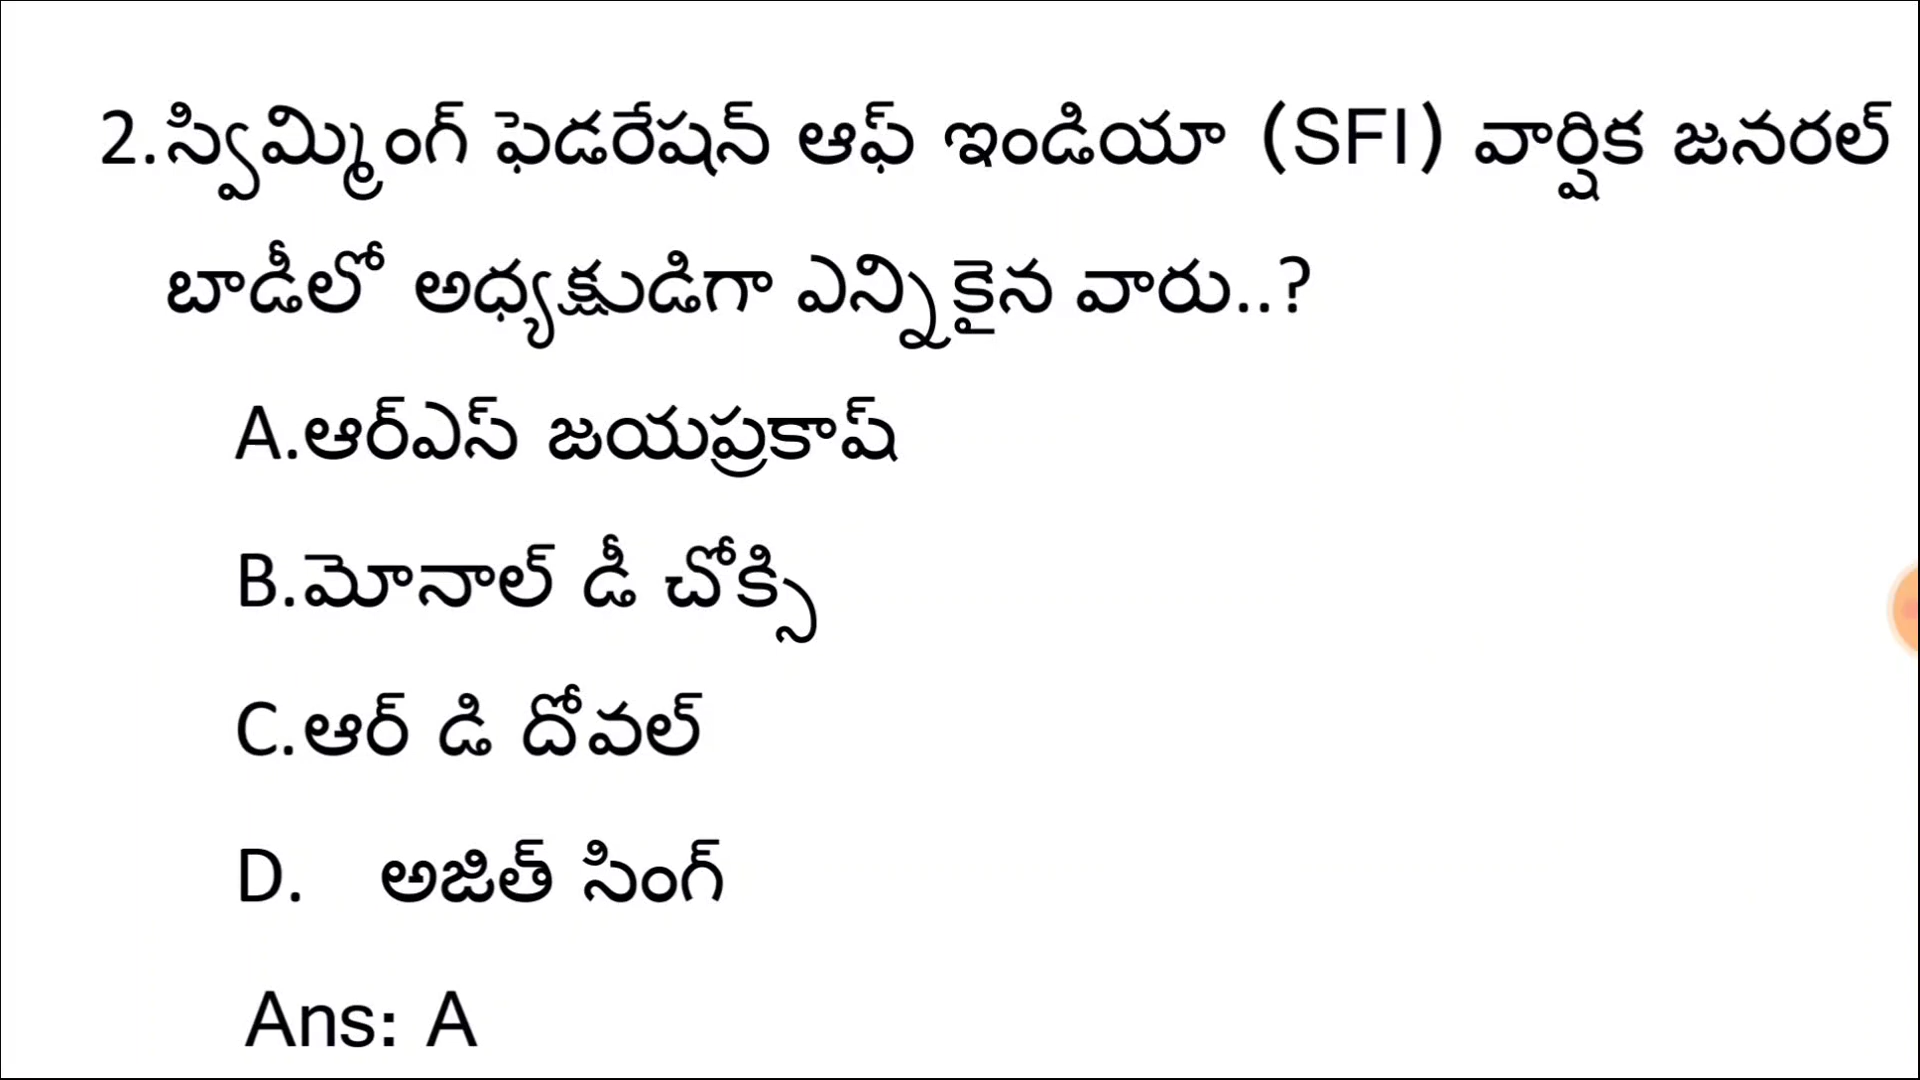 2.స్విమ్మింగ్ ఫెడరేషన్ ఆఫ్ ఇండియా (SFI) వార్షిక జనరల్
బాడీలో అధ్యక్షుడిగా ఎన్నికైన వారు..?
A.ఆర్ఎస్ జయప్రకాష్
B.మోనాల్ డీ చోక్సి
C.ఆర్ డి దోవల్
D. అజిత్ సింగ్
Ans: A